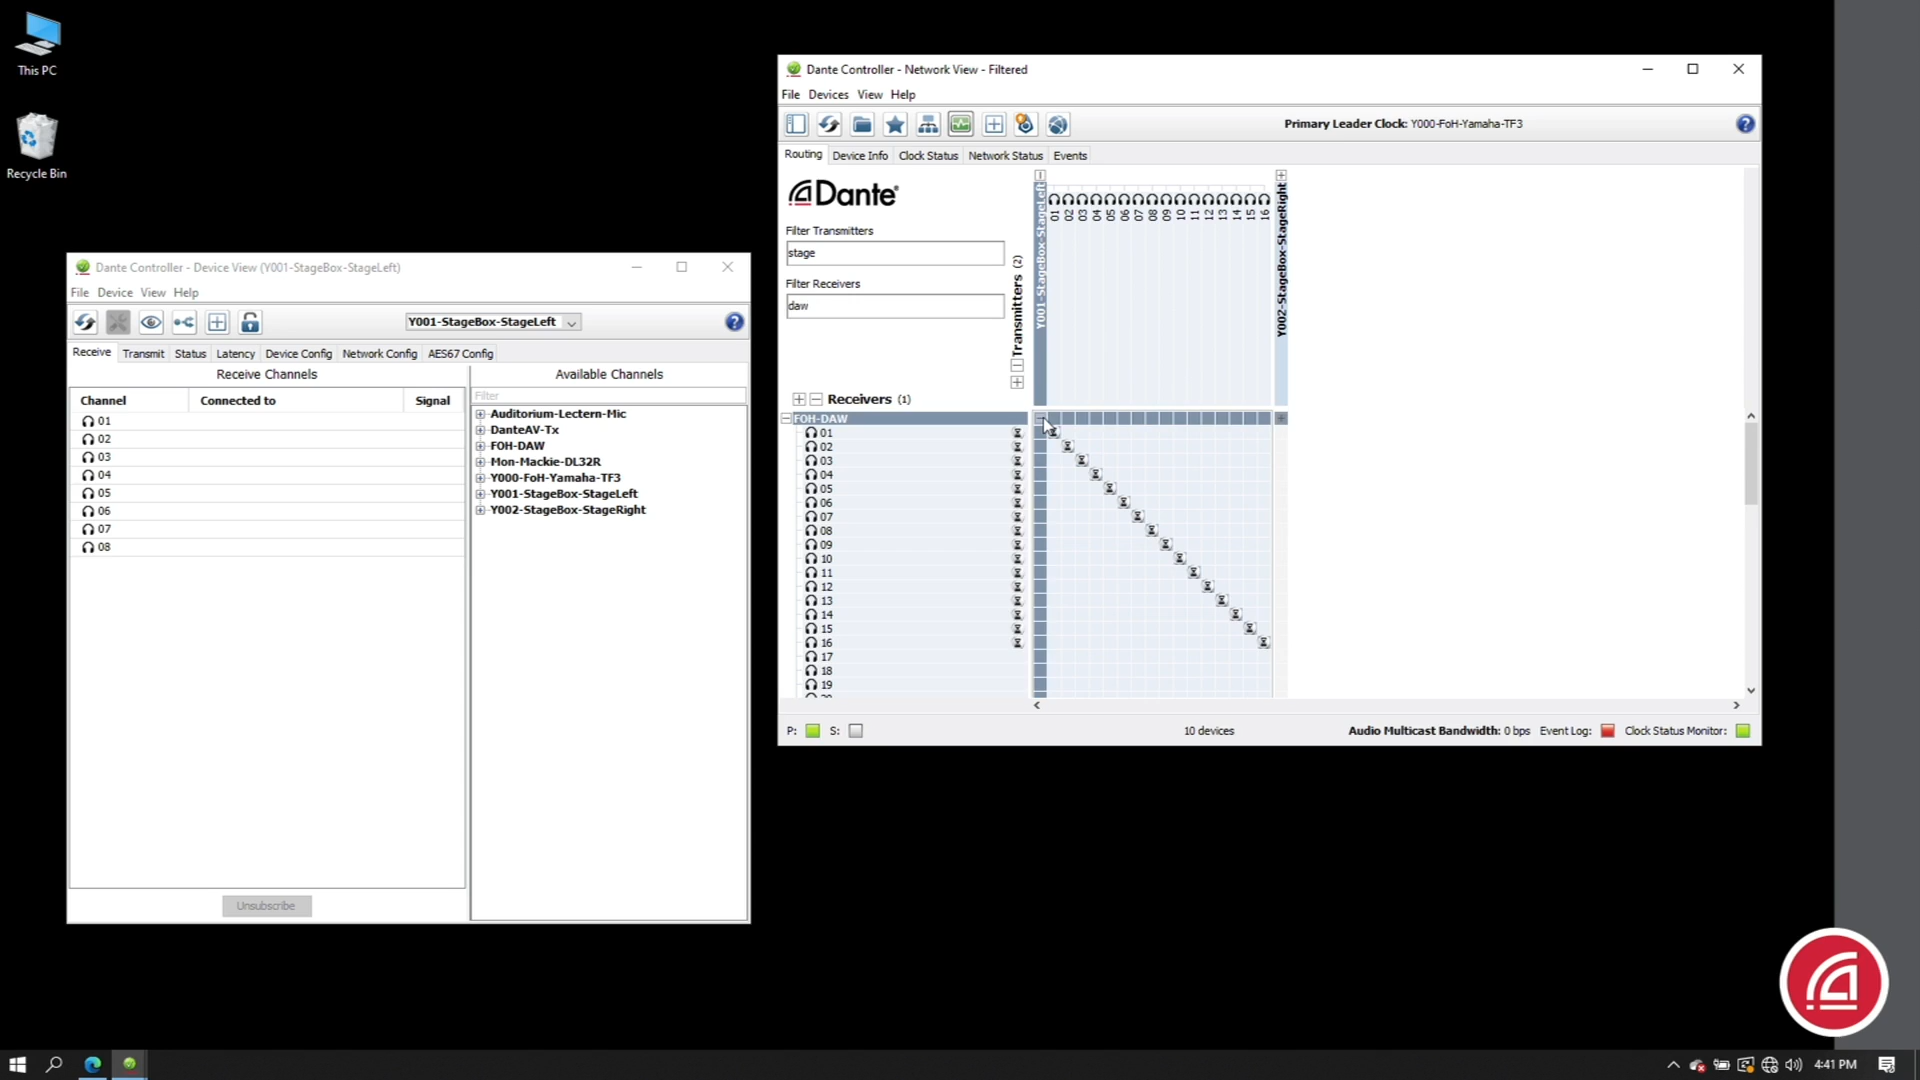 This PC
Recycle Bin
Dante Controller - Device View (Y001-StageBox-StageLeft)
File Device View Help
Y001-StageBox-StageLeft
Receive Transmit Status Latency Device Config Network Config AES67 Config
Receive Channels
Available Channels
Channel Connected to Signal
01
02
03
04
05
06
07
08
Unsubscribe
Filter
Auditorium-Lectern-Mic
DanteAV-Tx
FOH-DAW
Mon-Mackie-DL32R
Y000-FoH-Yamaha-TF3
Y001-StageBox-StageLeft
Y002-StageBox-StageRight
Dante Controller - Network View - Filtered
File Devices View Help
Primary Leader Clock: Y000-FoH-Yamaha-TF3
Routing Device Info Clock Status Network Status Events
Dante
Filter Transmitters
stage
Filter Receivers
daw
Transmitters (2)
Y001-StageBox-StageLeft
01 02 03 04 05 06 07 08 09 10 11 12 13 14 15 16
Y002-StageBox-StageRight
Receivers (1)
FOH-DAW
01
02
03
04
05
06
07
08
09
10
11
12
13
14
15
16
17
18
19
P: S: 10 devices Audio Multicast Bandwidth: 0 bps Event Log: Clock Status Monitor:
4:41 PM